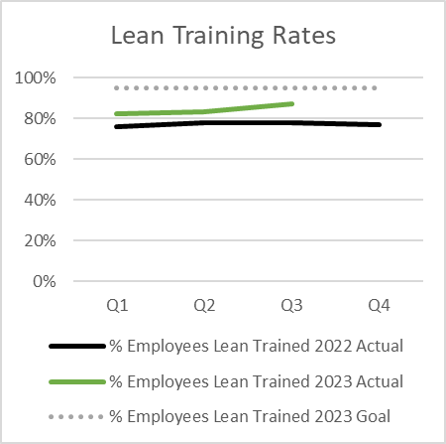 Lean Training Rates
100%
80%
60%
40%
20%
0%
Q1 Q2 Q3 Q4
% Employees Lean Trained 2022 Actual
% Employees Lean Trained 2023 Actual
% Employees Lean Trained 2023 Goal